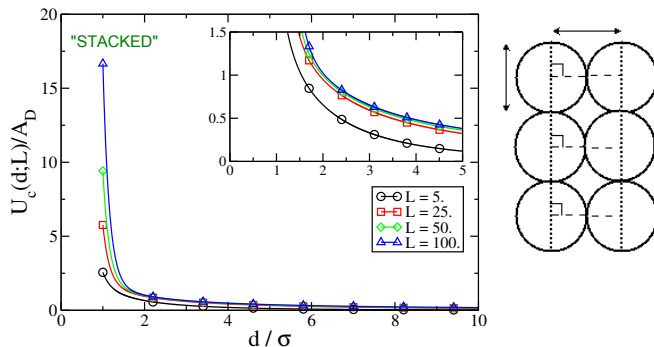 "STACKED"
U_c(d;L)/A_D
20
15
10
5
0
0 2 4 6 8 10
d / σ
1.5
1
0.5
0
0 1 2 3 4 5
L = 5.
L = 25.
L = 50.
L = 100.